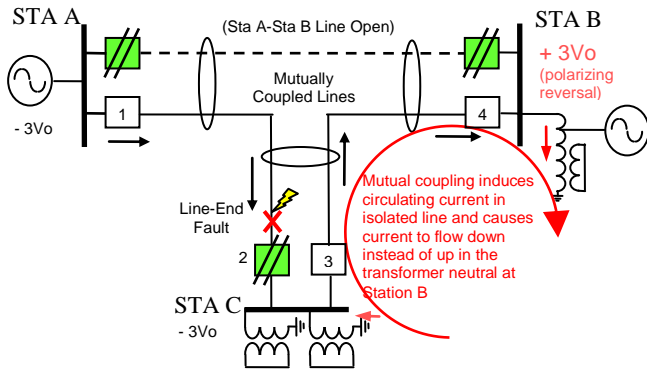 STA A
STA B
(Sta A-Sta B Line Open)
+ 3Vo
(polarizing
reversal)
Mutually
Coupled Lines
1
4
- 3Vo
Mutual coupling induces
circulating current in
isolated line and causes
current to flow down
instead of up in the
transformer neutral at
Station B
Line-End
Fault
2
3
STA C
- 3Vo